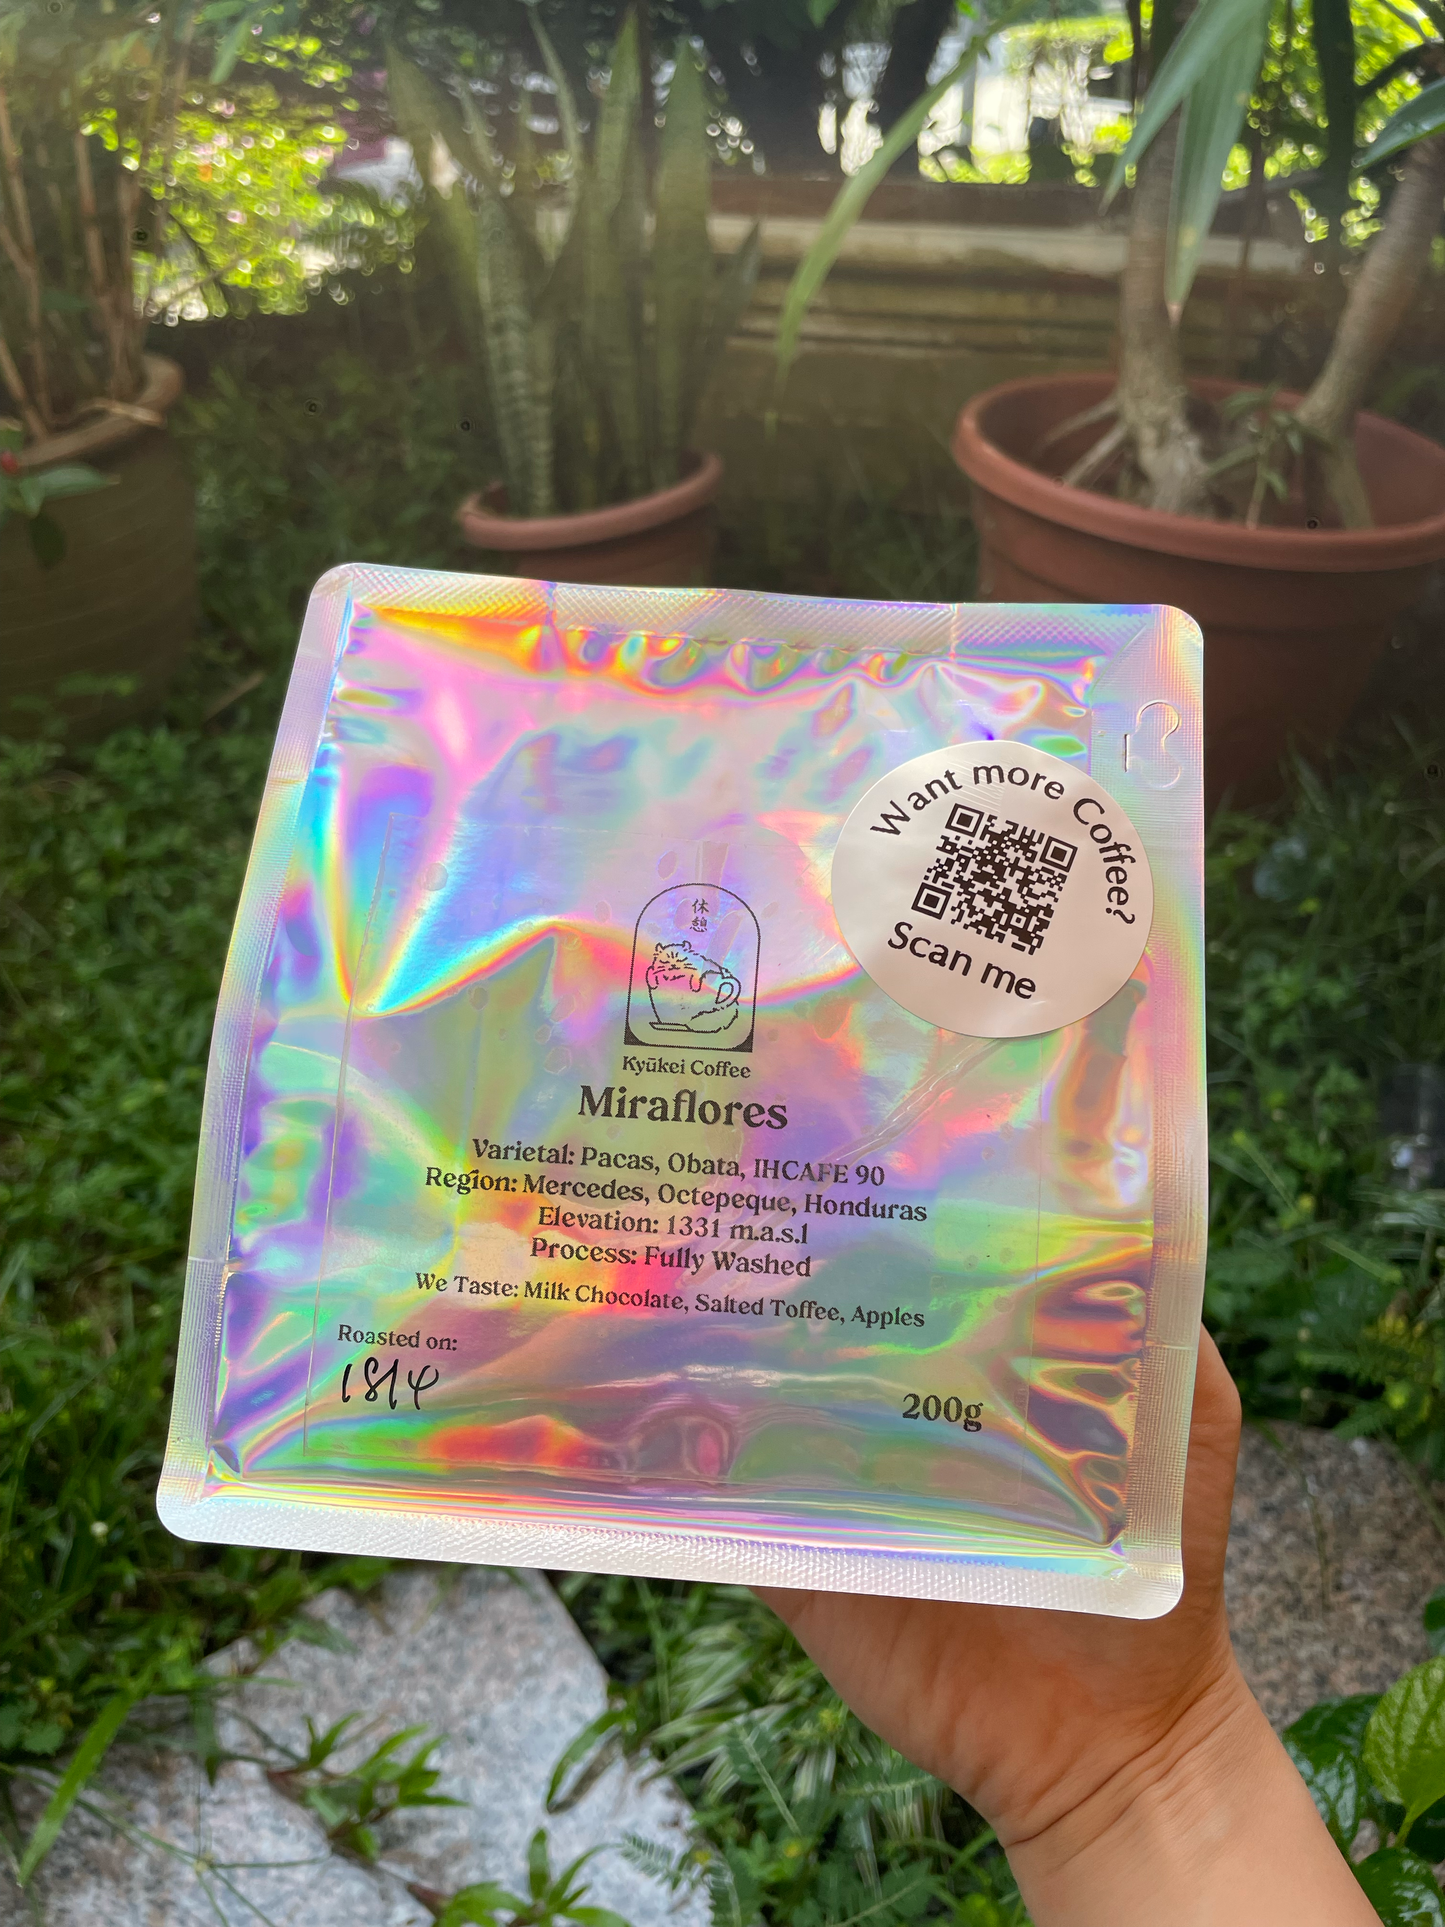 Want more Coffee?
Scan me
休
憩
Kyūkei Coffee
Miraflores
Varietal: Pacas, Obata, IHCAFE 90
Region: Mercedes, Octepeque, Honduras
Elevation: 1331 m.a.s.l
Process: Fully Washed
We Taste: Milk Chocolate, Salted Toffee, Apples
Roasted on:
18/4
200g